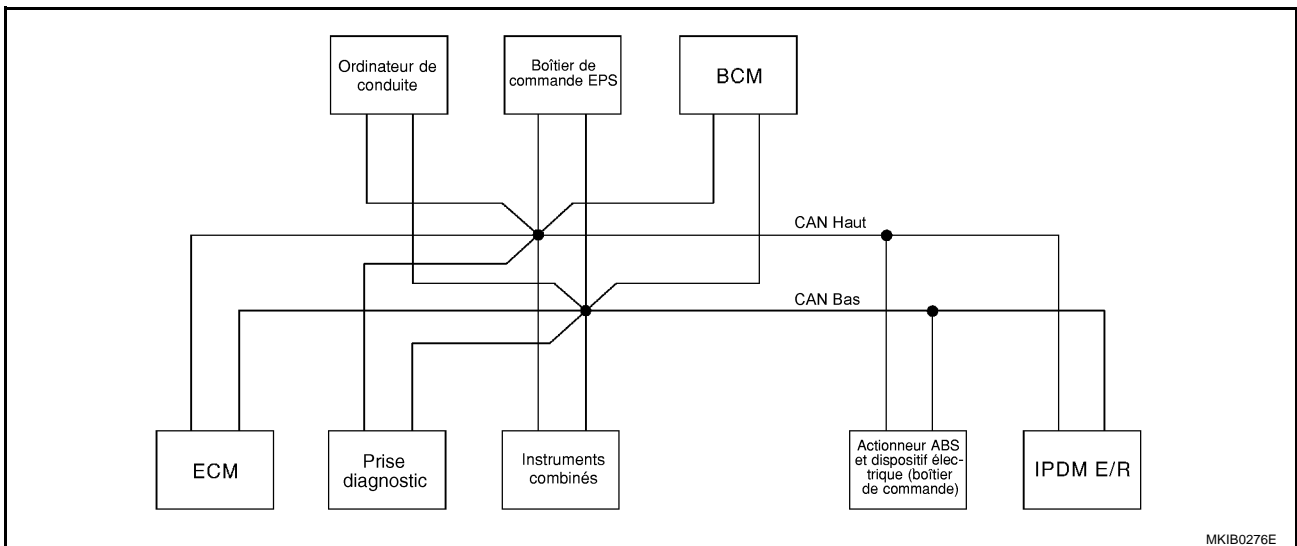 Ordinateur de
conduite
Boîtier de
commande EPS
BCM
CAN Haut
CAN Bas
ECM
Prise
diagnostic
Instruments
combinés
Actionneur ABS
et dispositif élec-
trique (boîtier
de commande)
IPDM E/R
MKIB0276E